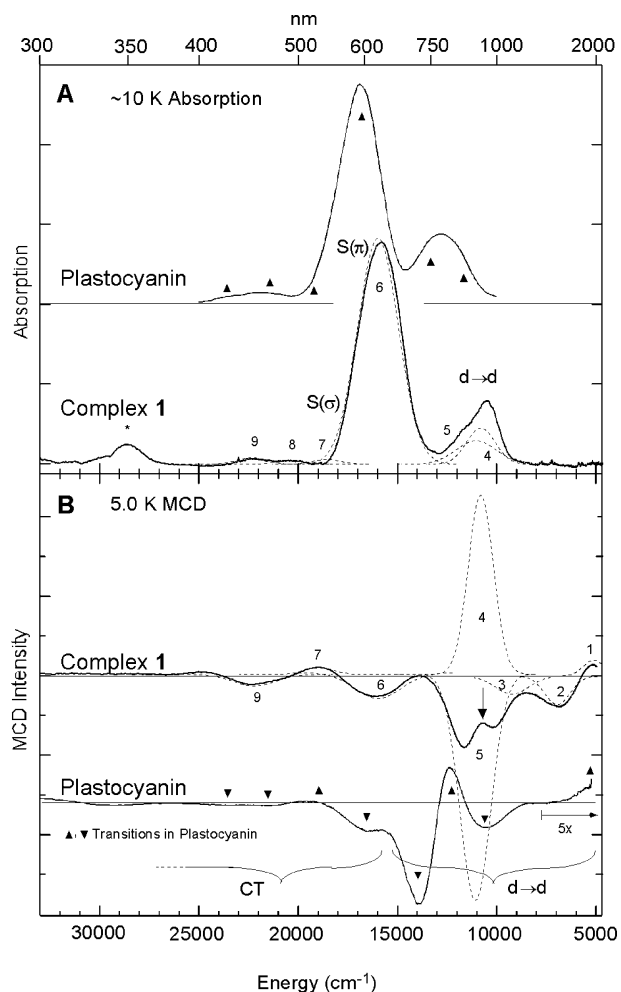 nm
300 350 400 500 600 750 1000 2000
A ~10 K Absorption
S(π)
Plastocyanin
6
d→d
S(σ)
Complex 1
*
9 8 7 5 4
Absorption
B 5.0 K MCD
4
Complex 1
7 1
9 6 3 2
5
MCD Intensity
Plastocyanin
▲ ▼ Transitions in Plastocyanin
5x
CT d→d
30000 25000 20000 15000 10000 5000
Energy (cm⁻¹)